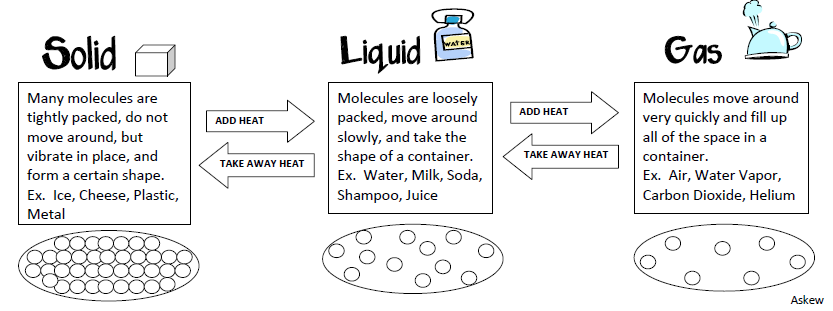 Solid
Liquid
WATER
Gas
Many molecules are
tightly packed, do not
move around, but
vibrate in place, and
form a certain shape.
Ex. Ice, Cheese, Plastic,
Metal
ADD HEAT
TAKE AWAY HEAT
Molecules are loosely
packed, move around
slowly, and take the
shape of a container.
Ex. Water, Milk, Soda,
Shampoo, Juice
ADD HEAT
TAKE AWAY HEAT
Molecules move around
very quickly and fill up
all of the space in a
container.
Ex. Air, Water Vapor,
Carbon Dioxide, Helium
Askew